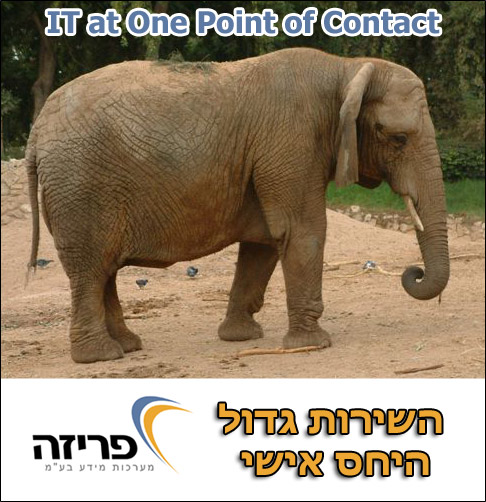 IT at One Point of Contact
השירות גדול
היחס אישי
פריזה
מערכות מידע בע"מ